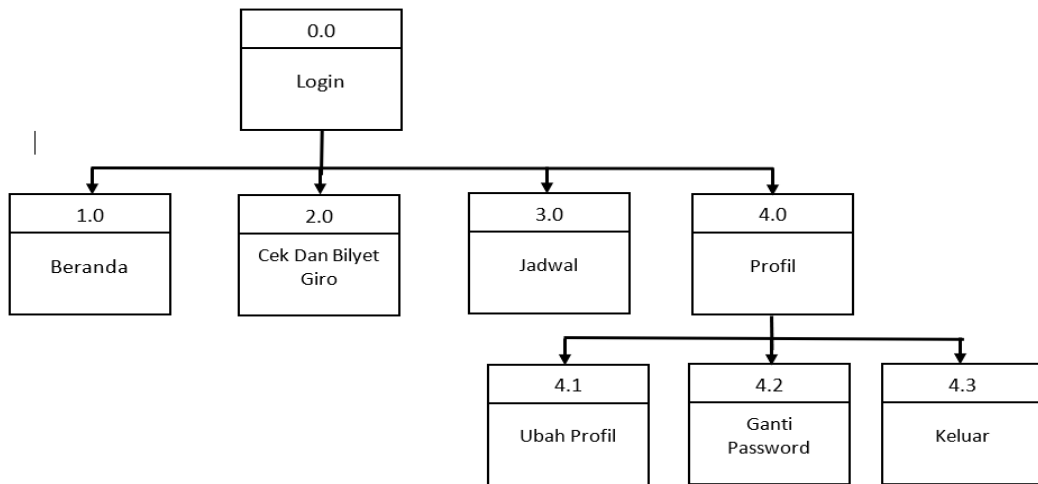 0.0
Login
1.0
Beranda
2.0
Cek Dan Bilyet
Giro
3.0
Jadwal
4.0
Profil
4.1
Ubah Profil
4.2
Ganti
Password
4.3
Keluar